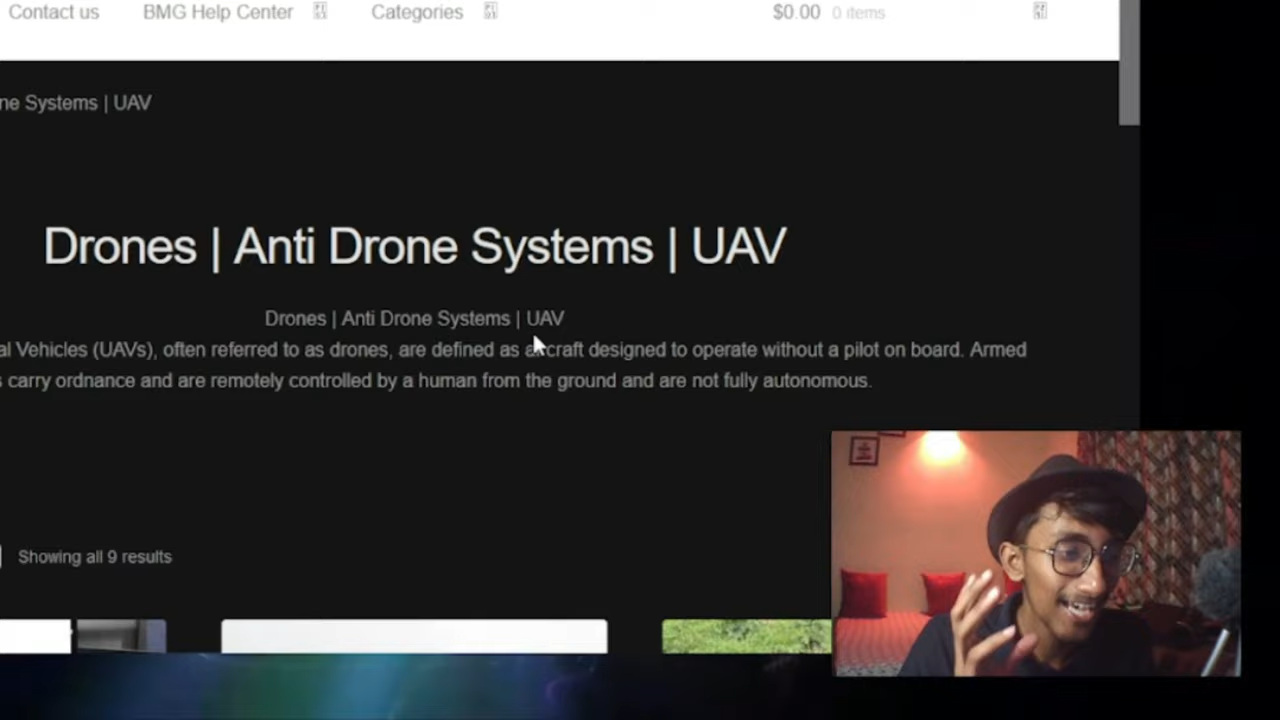 Contact us BMG Help Center Categories $0.00 0 items
ne Systems | UAV
Drones | Anti Drone Systems | UAV
Drones | Anti Drone Systems | UAV
al Vehicles (UAVs), often referred to as drones, are defined as aircraft designed to operate without a pilot on board. Armed
s carry ordnance and are remotely controlled by a human from the ground and are not fully autonomous.
Showing all 9 results